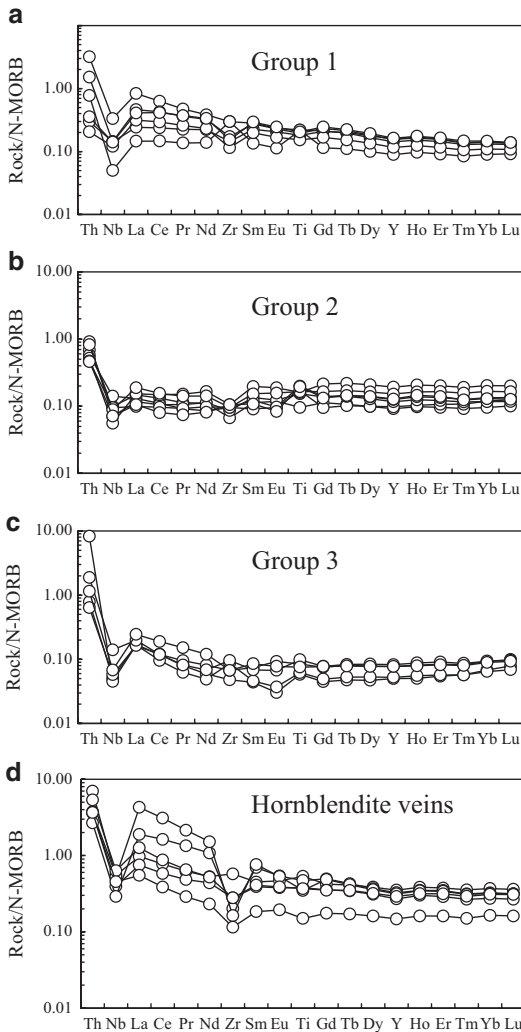 a
Group 1
Rock/N-MORB
1.00
0.10
0.01
Th Nb La Ce Pr Nd Zr Sm Eu Ti Gd Tb Dy Y Ho Er Tm Yb Lu
b
Group 2
Rock/N-MORB
10.00
1.00
0.10
0.01
Th Nb La Ce Pr Nd Zr Sm Eu Ti Gd Tb Dy Y Ho Er Tm Yb Lu
c
Group 3
Rock/N-MORB
10.00
1.00
0.10
0.01
Th Nb La Ce Pr Nd Zr Sm Eu Ti Gd Tb Dy Y Ho Er Tm Yb Lu
d
Hornblendite veins
Rock/N-MORB
10.00
1.00
0.10
0.01
Th Nb La Ce Pr Nd Zr Sm Eu Ti Gd Tb Dy Y Ho Er Tm Yb Lu